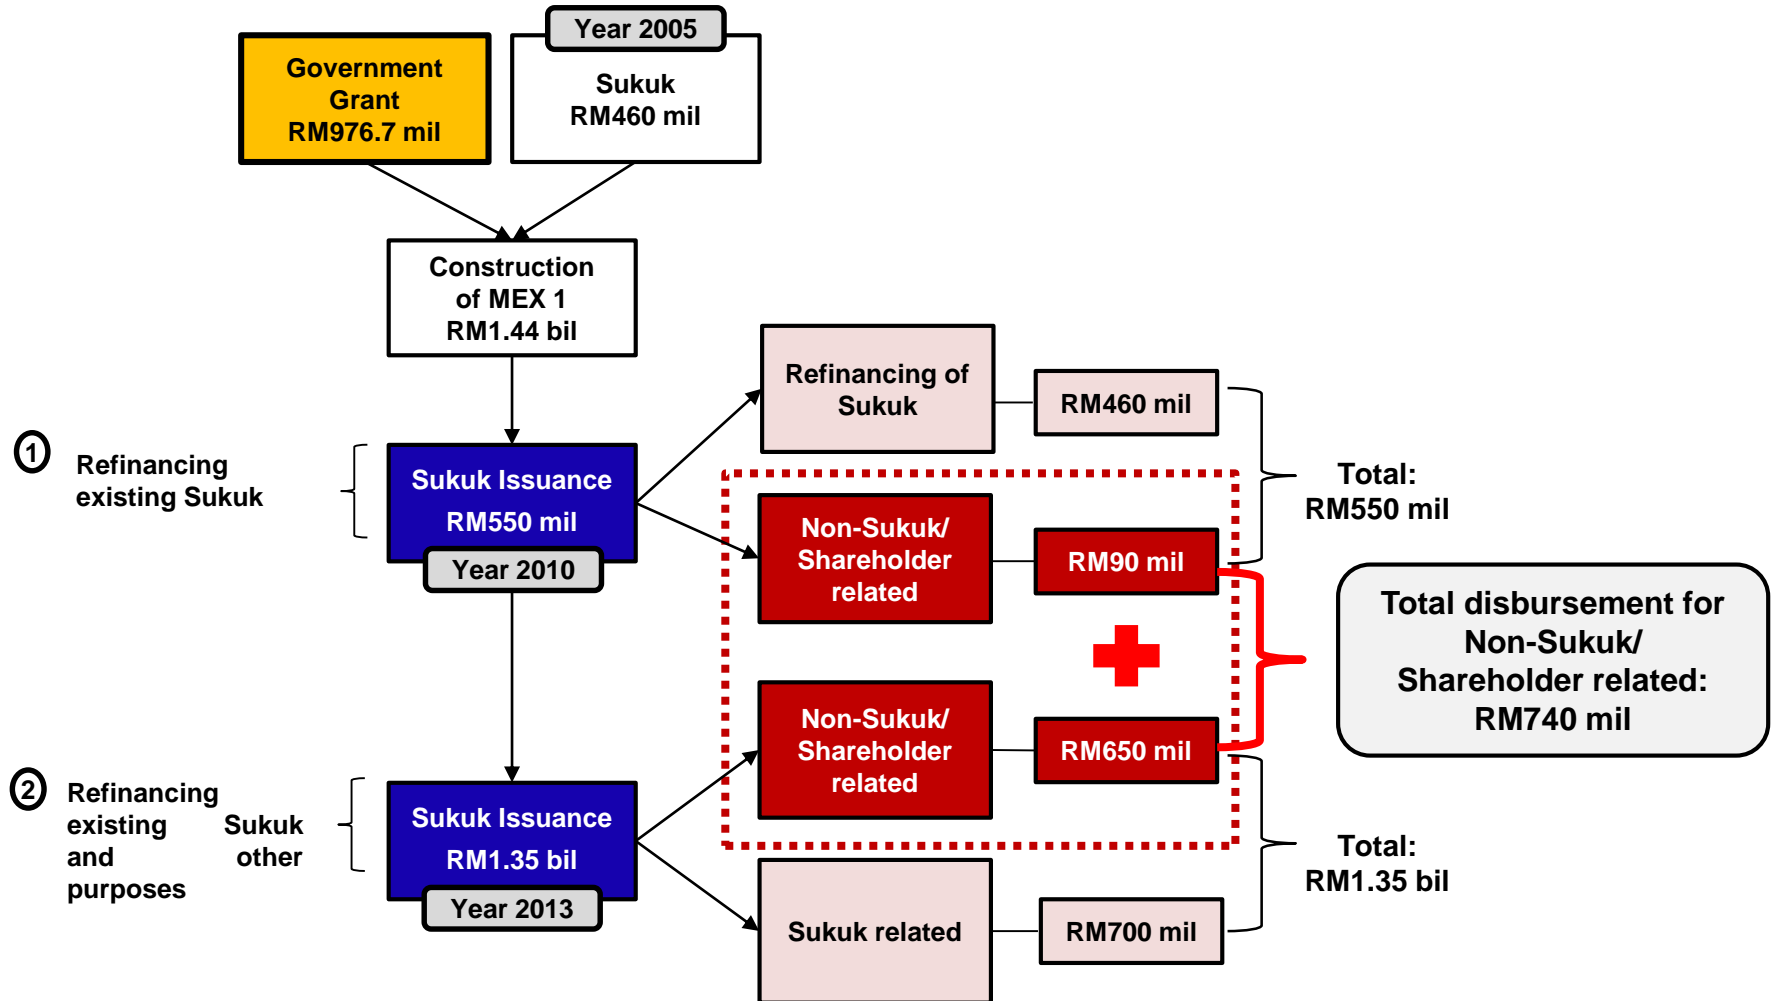 Year 2005
Government
Grant
RM976.7 mil
Sukuk
RM460 mil
Construction
of MEX 1
RM1.44 bil
Refinancing of
Sukuk
RM460 mil
1
Refinancing
existing Sukuk
Sukuk Issuance
RM550 mil
Year 2010
Non-Sukuk/
Shareholder
related
RM90 mil
Total:
RM550 mil
Total disbursement for
Non-Sukuk/
Shareholder related:
RM740 mil
Non-Sukuk/
Shareholder
related
RM650 mil
2
Refinancing
existing Sukuk
and other
purposes
Sukuk Issuance
RM1.35 bil
Year 2013
Total:
RM1.35 bil
Sukuk related
RM700 mil